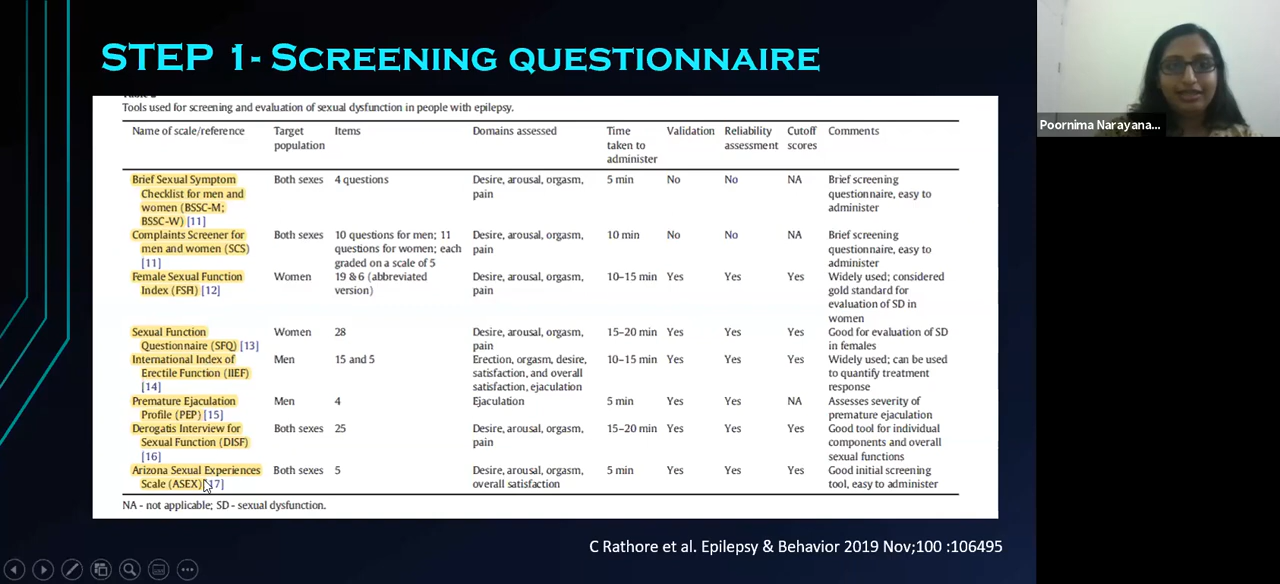 STEP 1- SCREENING QUESTIONNAIRE
Tools used for screening and evaluation of sexual dysfunction in people with epilepsy.
Name of scale/reference Target population Items Domains assessed Time taken to administer Validation Reliability assessment Cutoff scores Comments
Brief Sexual Symptom Checklist for men and women (BSSC-M; BSSC-W) [11] Both sexes 4 questions Desire, arousal, orgasm, pain 5 min No No NA Brief screening questionnaire, easy to administer
Complaints Screener for men and women (SCS) [11] Both sexes 10 questions for men; 11 questions for women; each graded on a scale of 5 Desire, arousal, orgasm, pain 10 min No No NA Brief screening questionnaire, easy to administer
Female Sexual Function Index (FSFI) [12] Women 19 & 6 (abbreviated version) Desire, arousal, orgasm, pain 10–15 min Yes Yes Yes Widely used; considered gold standard for evaluation of SD in women
Sexual Function Questionnaire (SFQ) [13] Women 28 Desire, arousal, orgasm, pain 15–20 min Yes Yes Yes Good for evaluation of SD in females
International Index of Erectile Function (IIEF) [14] Men 15 and 5 Erection, orgasm, desire, satisfaction, and overall satisfaction, ejaculation 10–15 min Yes Yes Yes Widely used; can be used to quantify treatment response
Premature Ejaculation Profile (PEP) [15] Men 4 Ejaculation 5 min Yes Yes NA Assesses severity of premature ejaculation
Derogatis Interview for Sexual Function (DISF) [16] Both sexes 25 Desire, arousal, orgasm, pain 15–20 min Yes Yes Yes Good tool for individual components and overall sexual functions
Arizona Sexual Experiences Scale (ASEX) [17] Both sexes 5 Desire, arousal, orgasm, overall satisfaction 5 min Yes Yes Yes Good initial screening tool, easy to administer
NA - not applicable; SD - sexual dysfunction.
C Rathore et al. Epilepsy & Behavior 2019 Nov;100 :106495
Poornima Narayana...